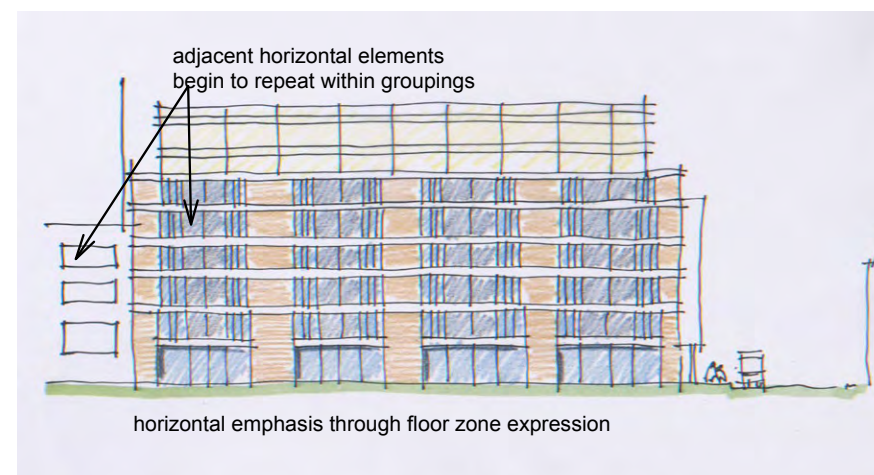 adjacent horizontal elements
begin to repeat within groupings
horizontal emphasis through floor zone expression